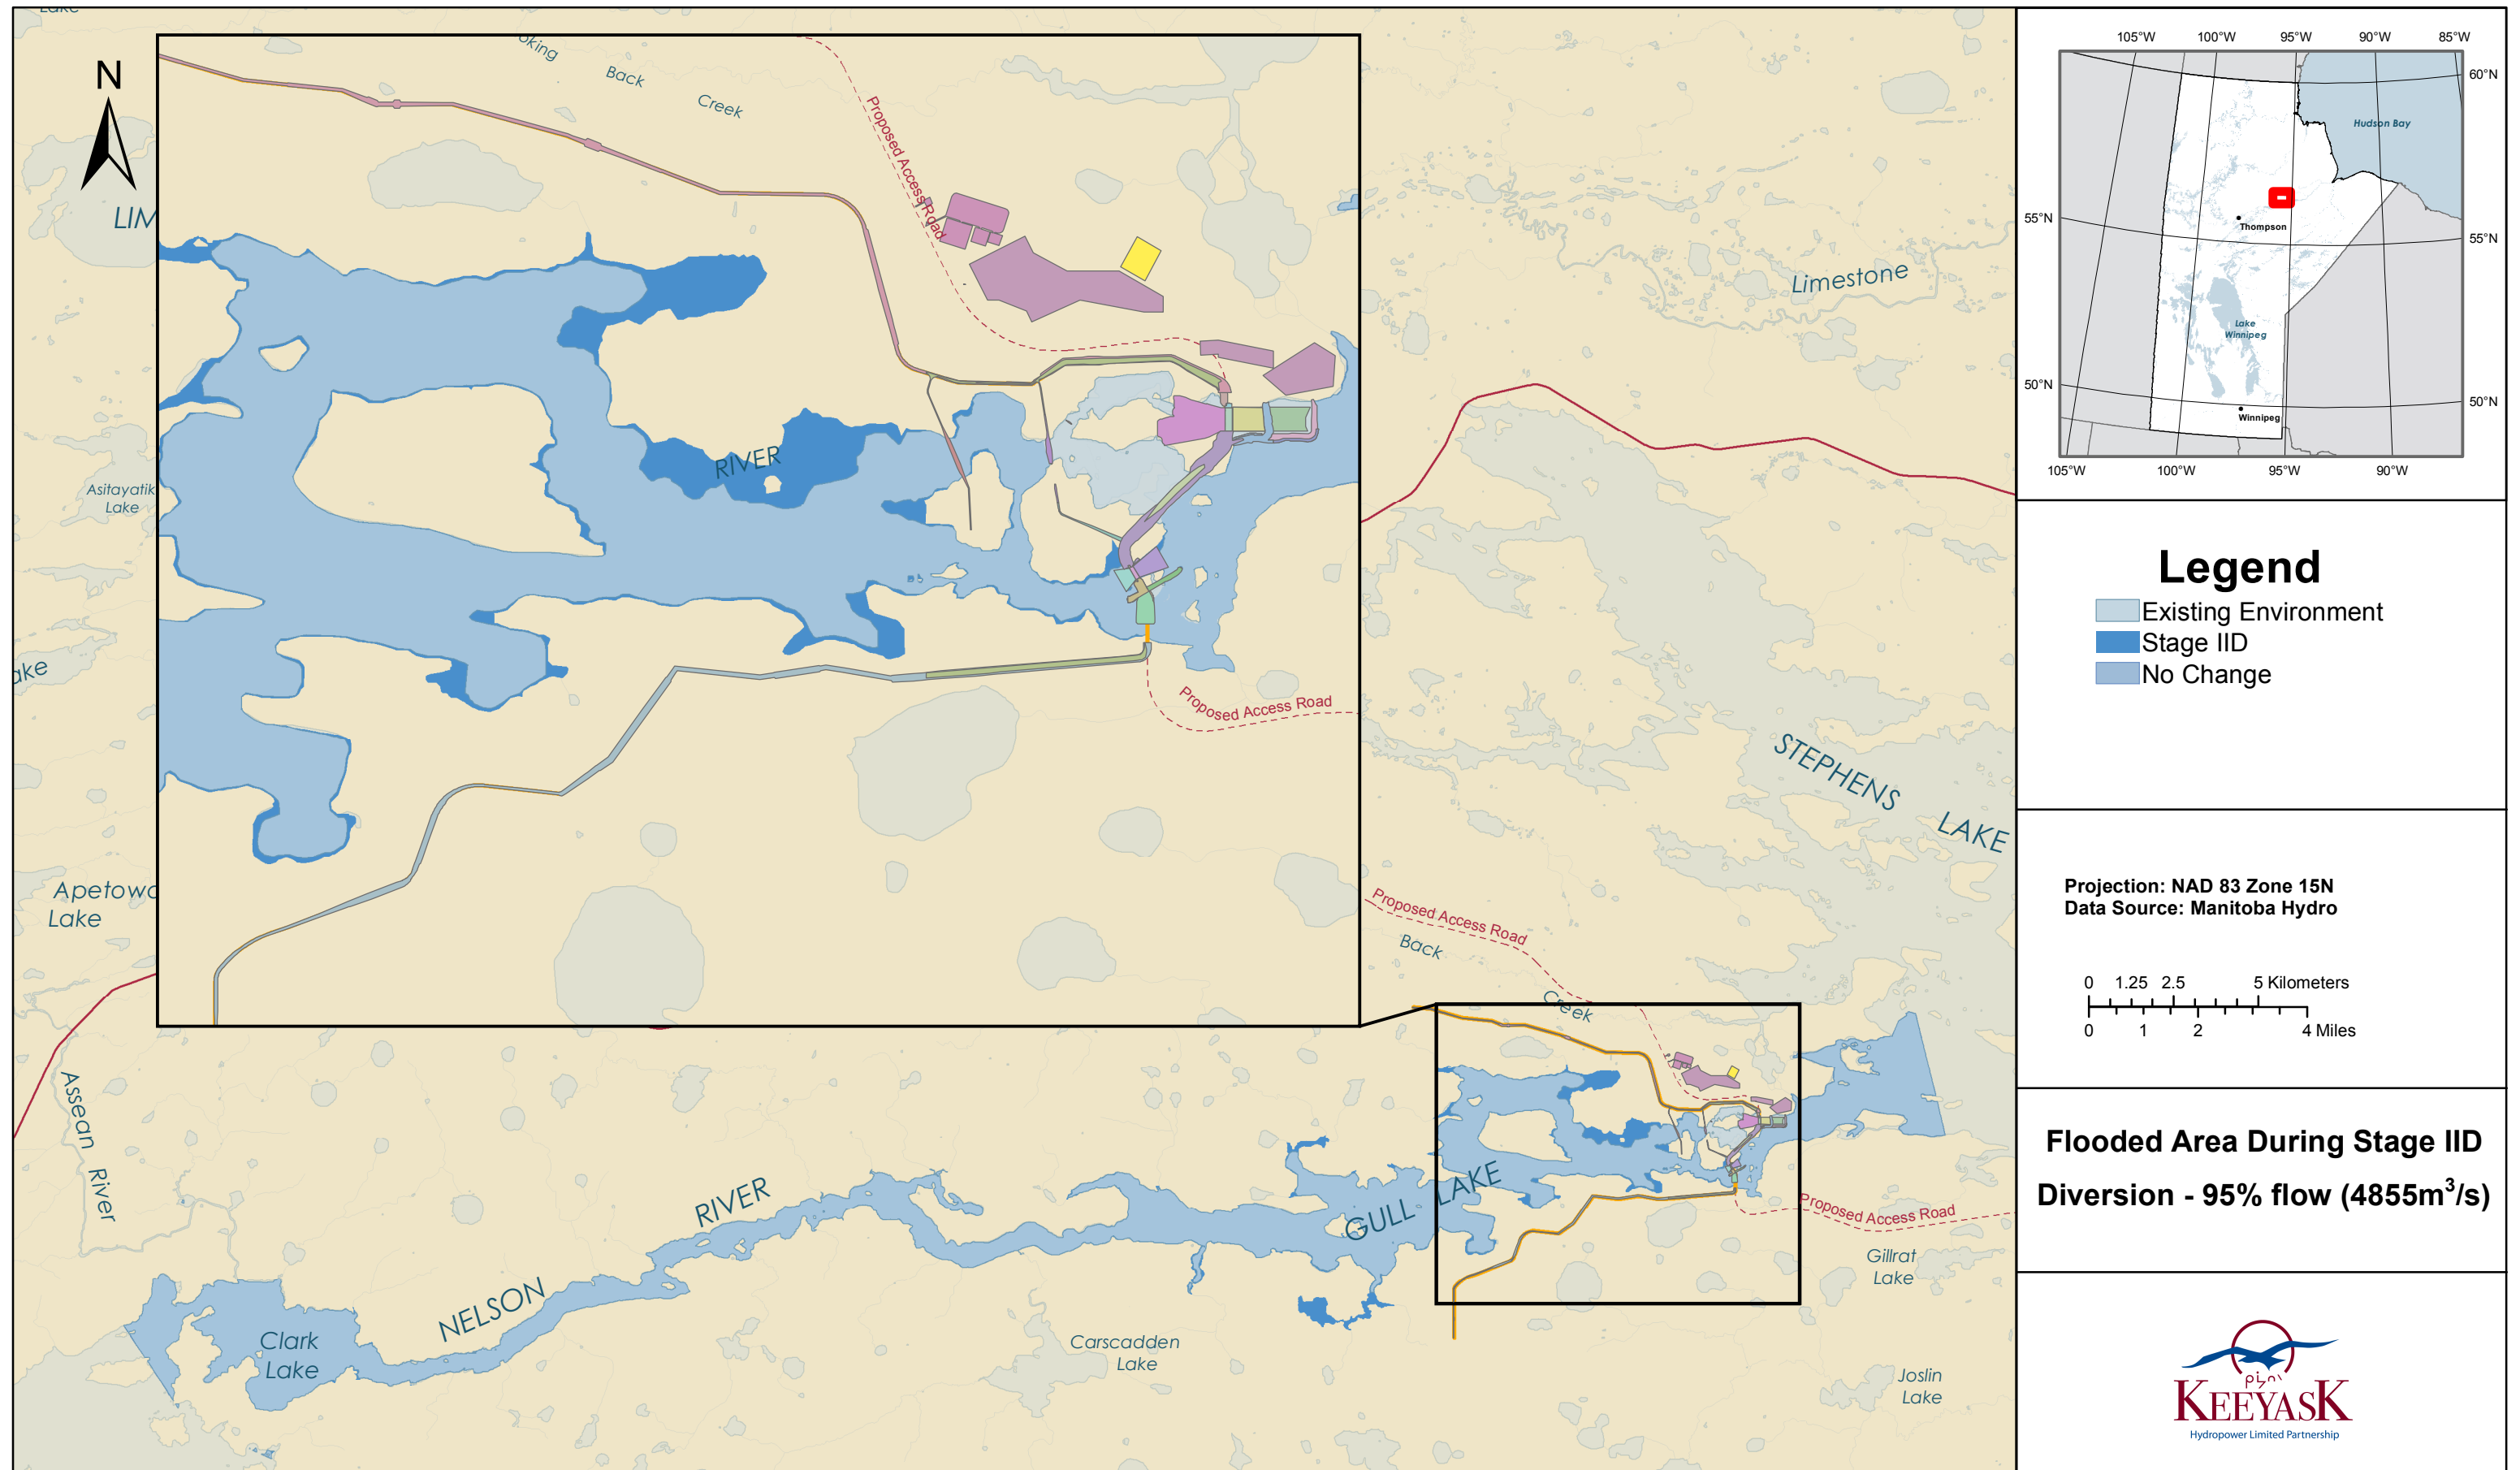 Lake
N
oking
Back
Creek
Proposed Access Road
LIM
RIVER
Asitayatik
Lake
ake
Proposed Access Road
Apetowa
Lake
Limestone
STEPHENS
LAKE
Proposed Access Road
Back
Creek
Assean
River
RIVER
NELSON
GULL LAKE
Clark
Lake
Carscadden
Lake
Proposed Access Road
Gillrat
Lake
Joslin
Lake
105°W 100°W 95°W 90°W 85°W
60°N
Hudson Bay
55°N
Thompson
55°N
Lake
Winnipeg
50°N
50°N
Winnipeg
105°W 100°W 95°W 90°W
Legend
Existing Environment
Stage IID
No Change
Projection: NAD 83 Zone 15N
Data Source: Manitoba Hydro
0 1.25 2.5 5 Kilometers
0 1 2 4 Miles
Flooded Area During Stage IID
Diversion - 95% flow (4855m³/s)
KEEYASK
Hydropower Limited Partnership